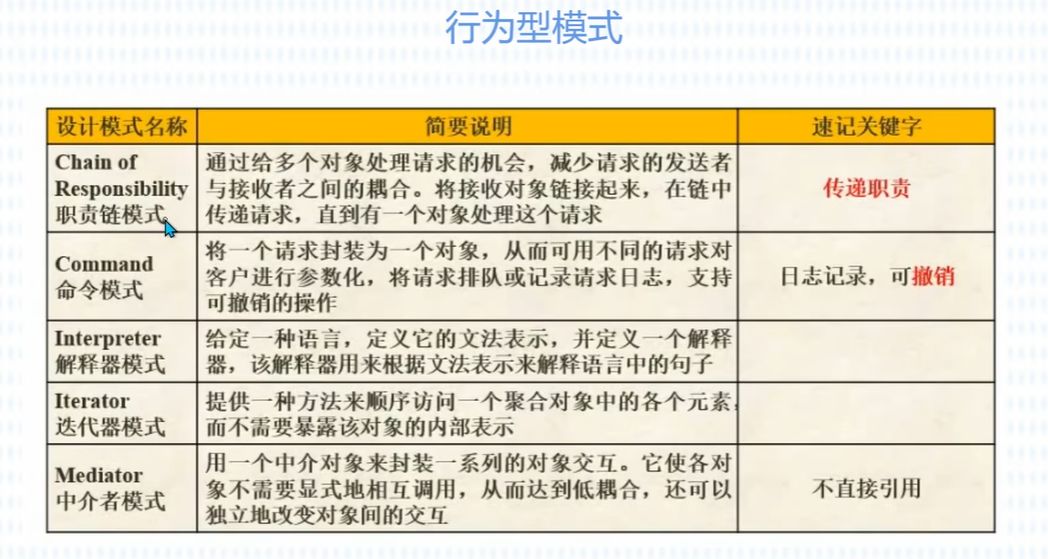 行为型模式
设计模式名称
简要说明
速记关键字
Chain of
Responsibility
职责链模式
通过给多个对象处理请求的机会，减少请求的发送者
与接收者之间的耦合。将接收对象链接起来，在链中
传递请求，直到有一个对象处理这个请求
传递职责
Command
命令模式
将一个请求封装为一个对象，从而可用不同的请求对
客户进行参数化，将请求排队或记录请求日志，支持
可撤销的操作
日志记录，可撤销
Interpreter
解释器模式
给定一种语言，定义它的文法表示，并定义一个解释
器，该解释器用来根据文法表示来解释语言中的句子
Iterator
迭代器模式
提供一种方法来顺序访问一个聚合对象中的各个元素，
而不需要暴露该对象的内部表示
Mediator
中介者模式
用一个中介对象来封装一系列的对象交互。它使各对
象不需要显式地相互调用，从而达到低耦合，还可以
独立地改变对象间的交互
不直接引用